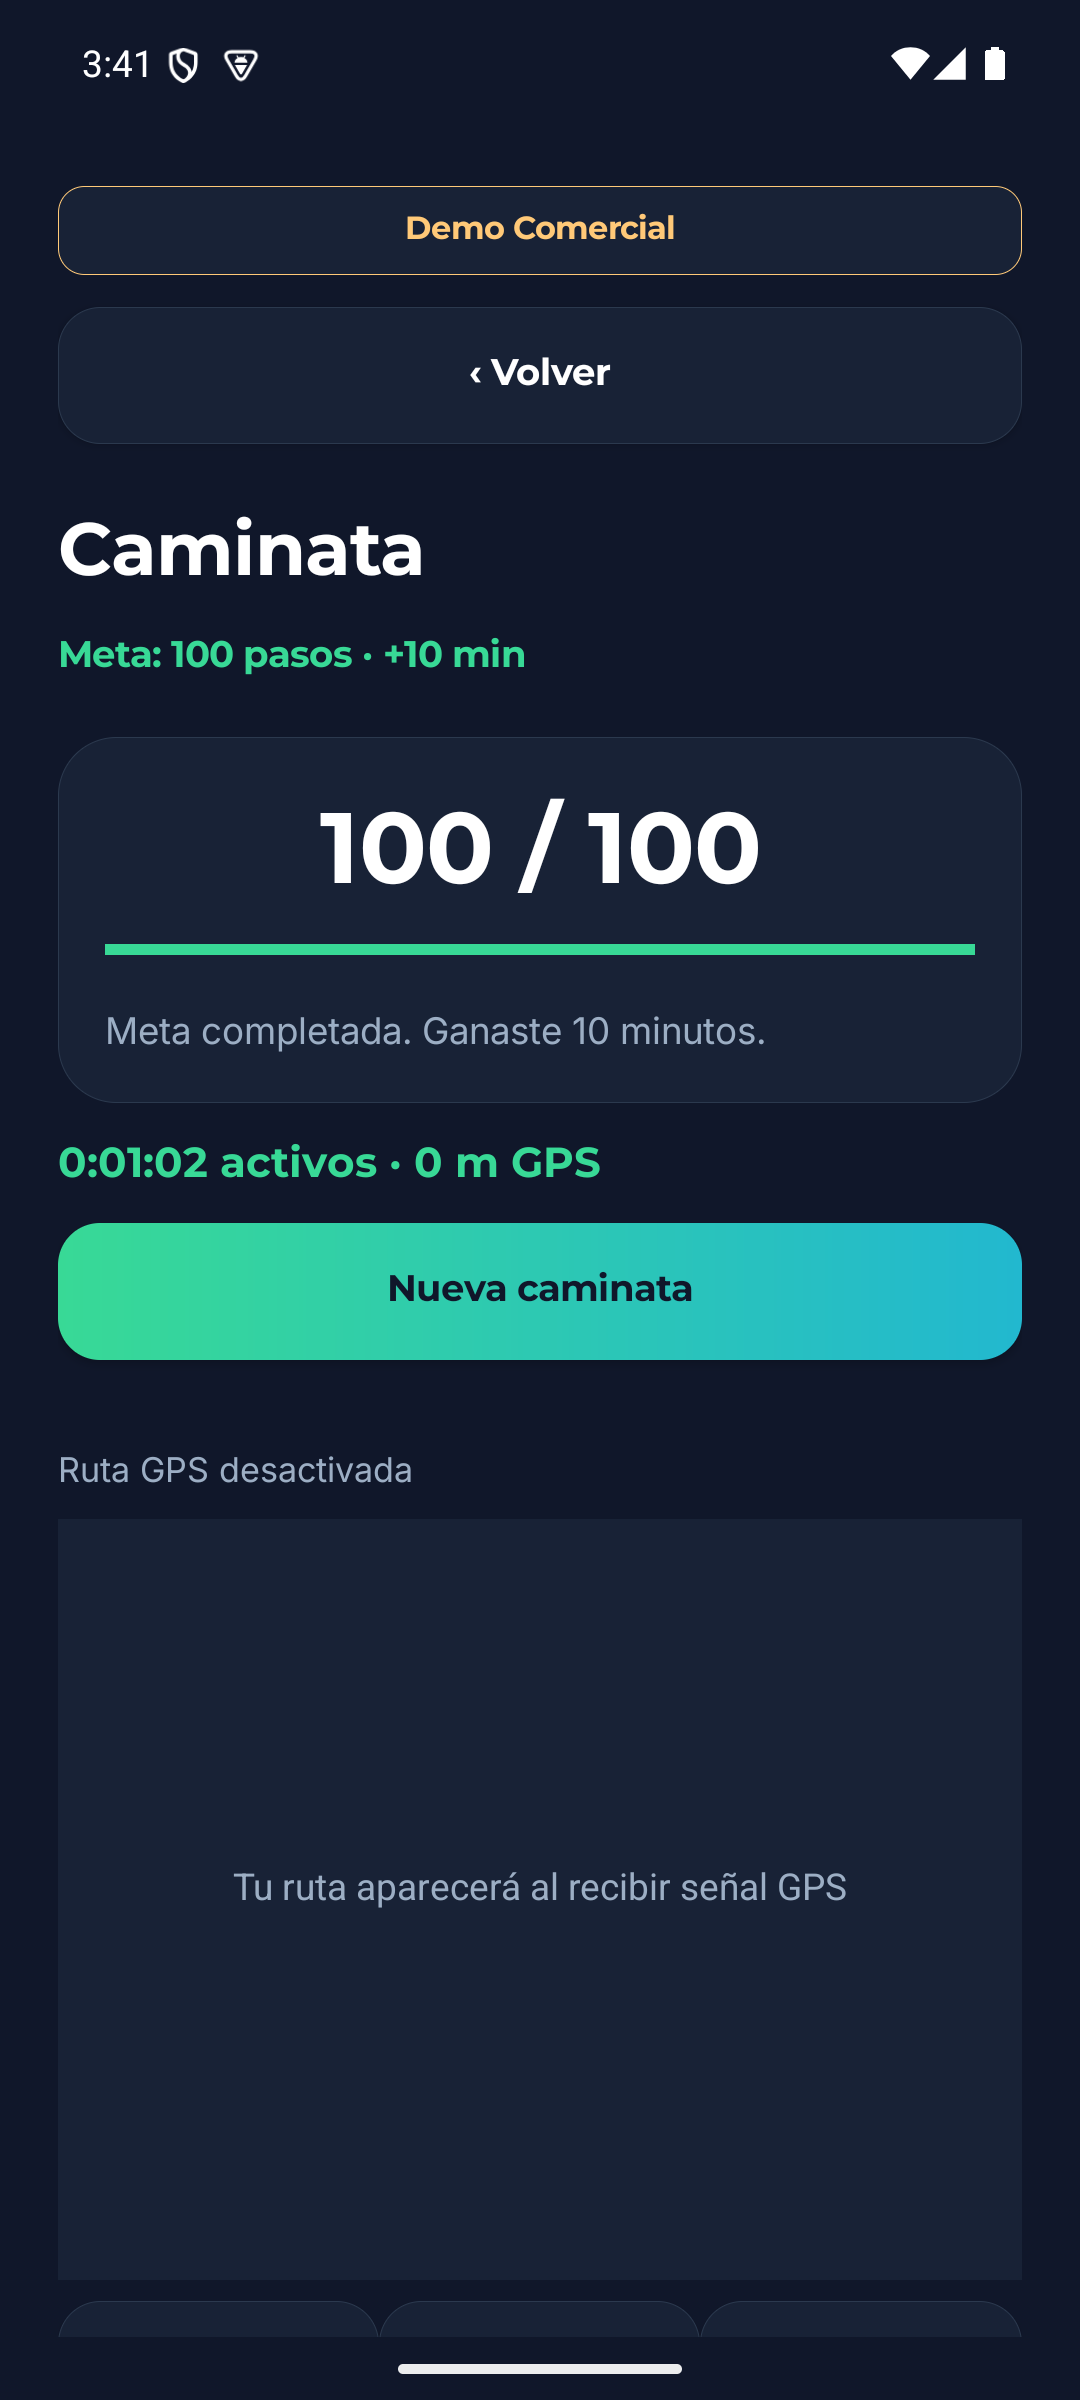 3:41
Demo Comercial
‹ Volver
Caminata
Meta: 100 pasos · +10 min
100 / 100
Meta completada. Ganaste 10 minutos.
0:01:02 activos · 0 m GPS
Nueva caminata
Ruta GPS desactivada
Tu ruta aparecerá al recibir señal GPS